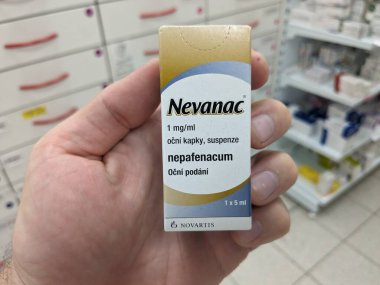 Nevanac
1 mg/ml
oční kapky, suspenze
nepafenacum
Oční podání
1 x 5 ml
NOVARTIS